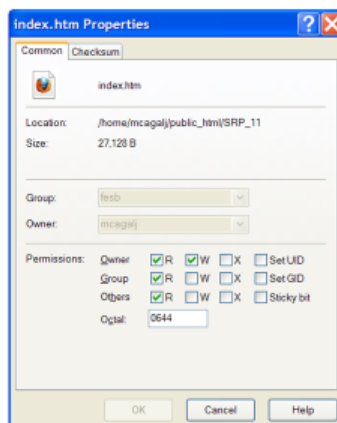 index.htm Properties
Common Checksum
index.htm
Location: /home/mcagalj/public_html/SRP_11
Size: 27.128 B
Group: fesb
Owner: mcagalj
Permissions: Owner R W X Set UID
Group R W X Set GID
Others R W X Sticky bit
Octal: 0644
OK Cancel Help